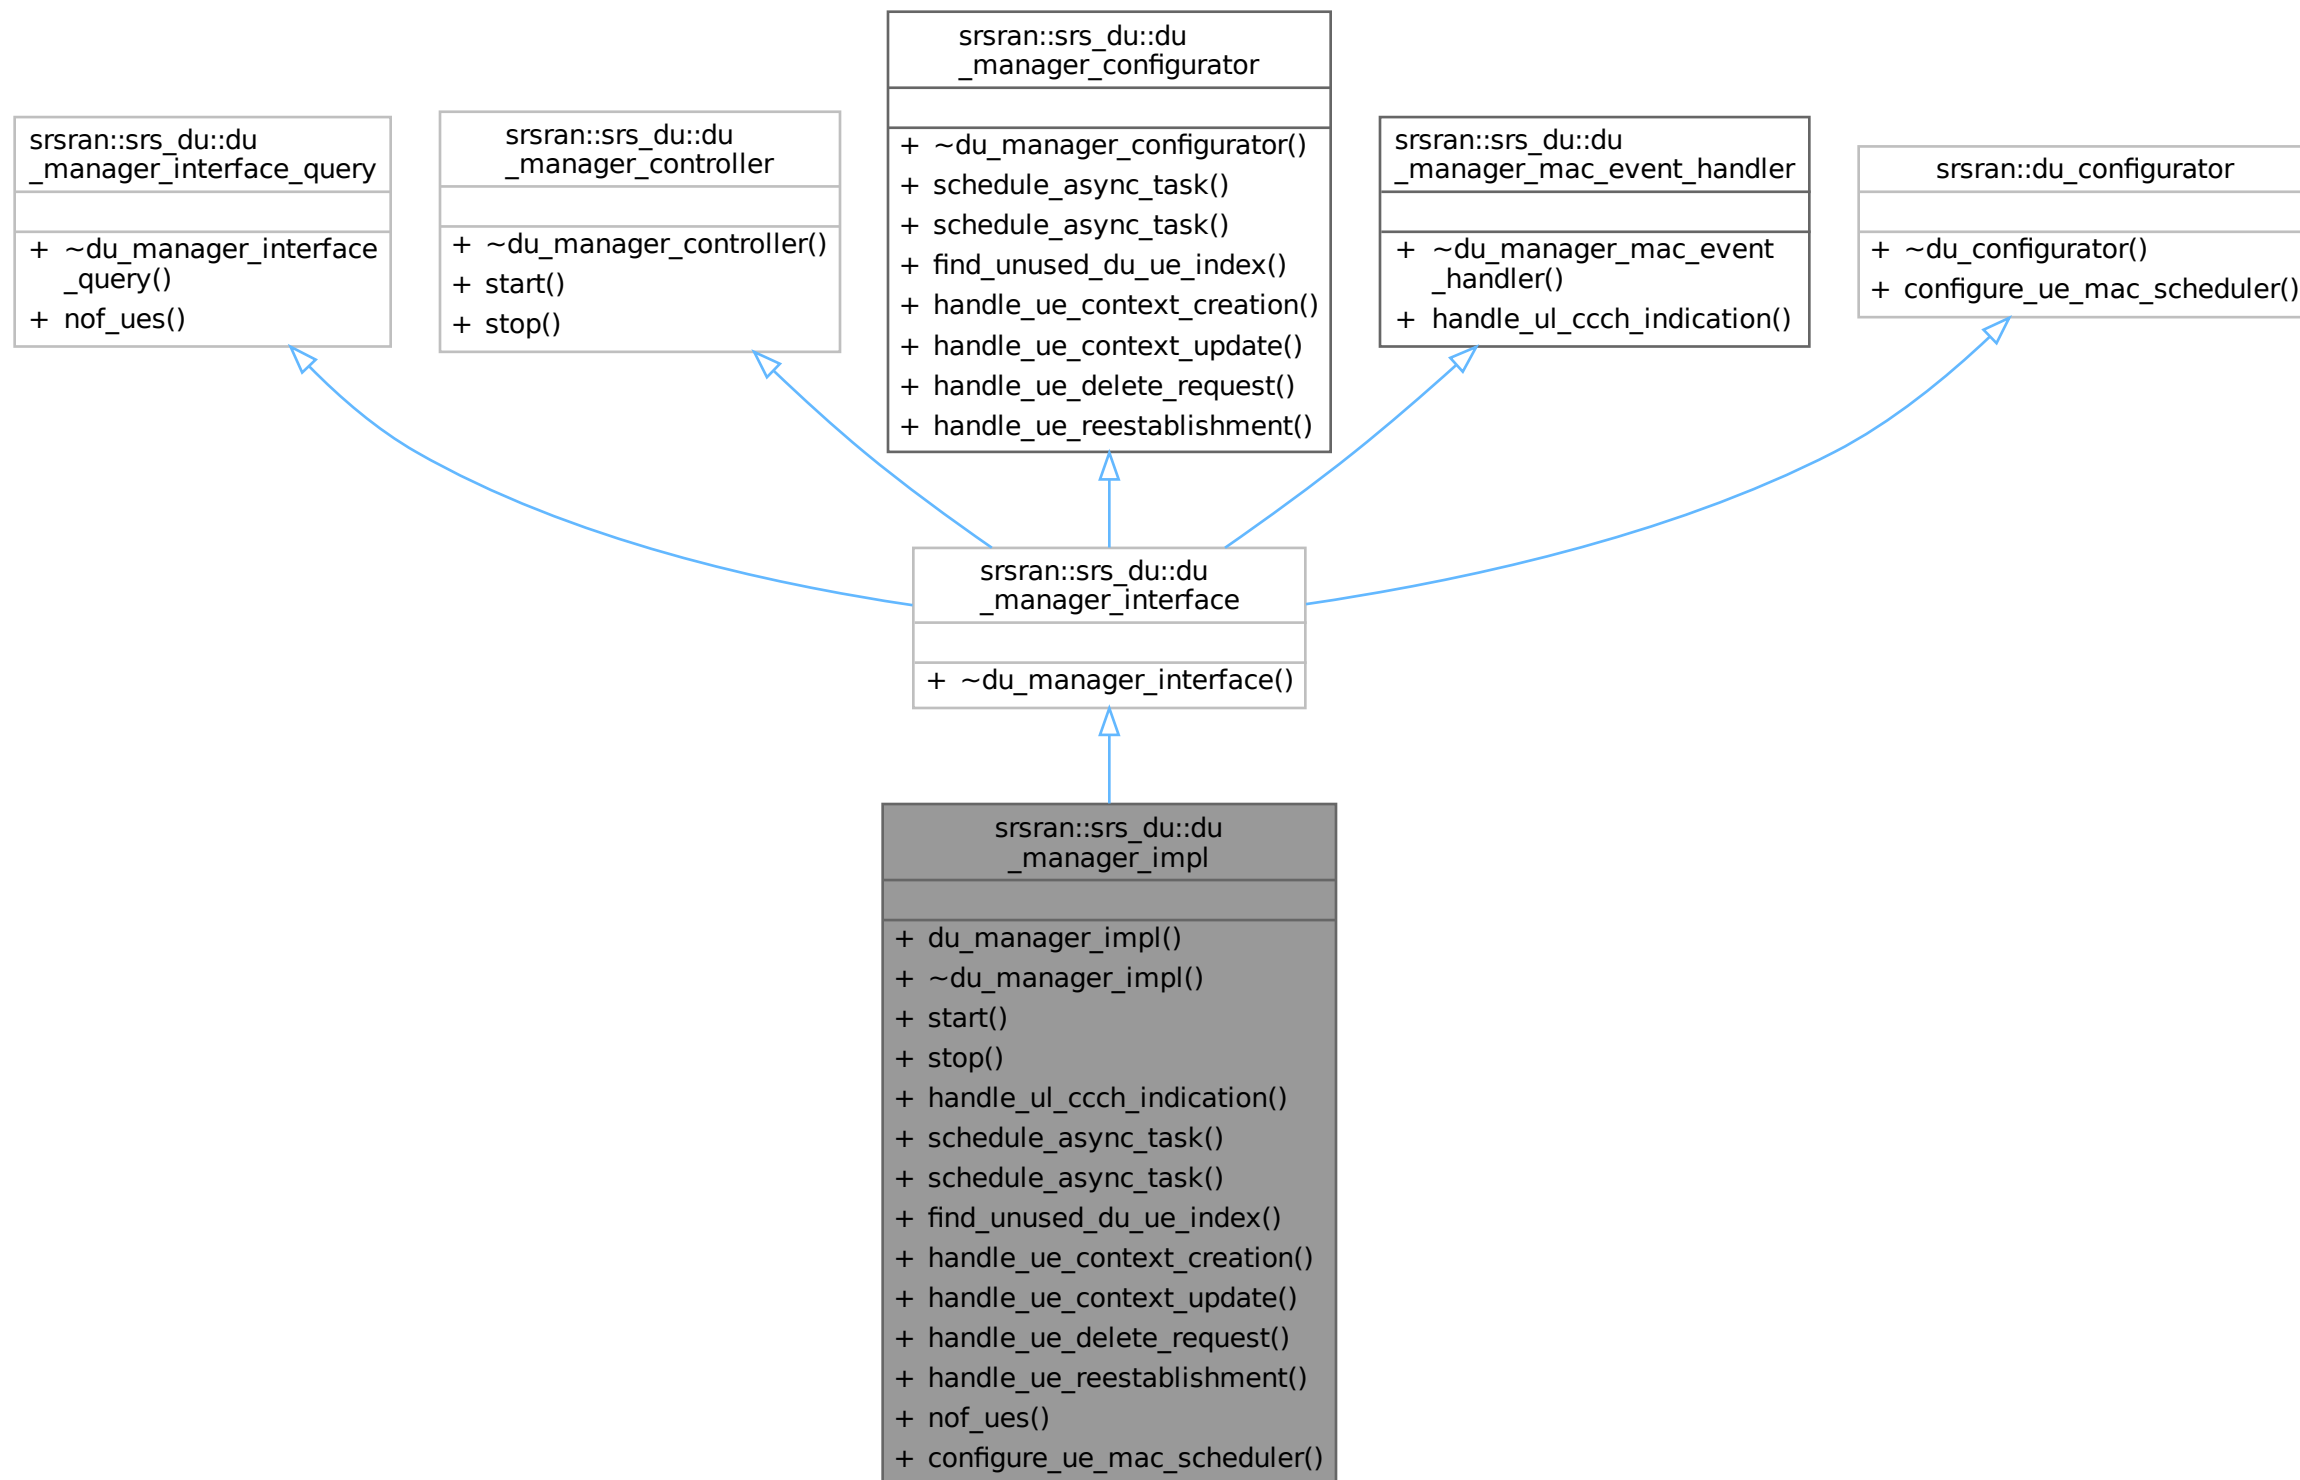 srsran::srs_du::du
_manager_interface_query
+ ~du_manager_interface
_query()
+ nof_ues()
srsran::srs_du::du
_manager_controller
+ ~du_manager_controller()
+ start()
+ stop()
srsran::srs_du::du
_manager_configurator
+ ~du_manager_configurator()
+ schedule_async_task()
+ schedule_async_task()
+ find_unused_du_ue_index()
+ handle_ue_context_creation()
+ handle_ue_context_update()
+ handle_ue_delete_request()
+ handle_ue_reestablishment()
srsran::srs_du::du
_manager_mac_event_handler
+ ~du_manager_mac_event
_handler()
+ handle_ul_ccch_indication()
srsran::du_configurator
+ ~du_configurator()
+ configure_ue_mac_scheduler()
srsran::srs_du::du
_manager_interface
+ ~du_manager_interface()
srsran::srs_du::du
_manager_impl
+ du_manager_impl()
+ ~du_manager_impl()
+ start()
+ stop()
+ handle_ul_ccch_indication()
+ schedule_async_task()
+ schedule_async_task()
+ find_unused_du_ue_index()
+ handle_ue_context_creation()
+ handle_ue_context_update()
+ handle_ue_delete_request()
+ handle_ue_reestablishment()
+ nof_ues()
+ configure_ue_mac_scheduler()